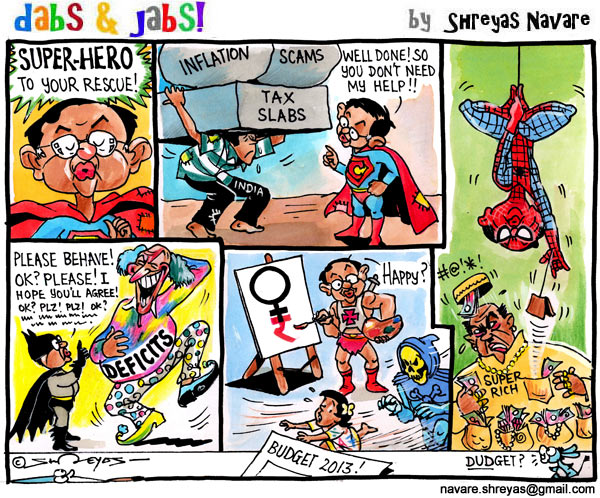 dabs & jabs!
by Shreyas Navare
SUPER-HERO
TO YOUR RESCUE!
INFLATION
SCAMS
TAX
SLABS
INDIA
WELL DONE! SO
YOU DON'T NEED
MY HELP!!
C
PLEASE BEHAVE!
OK? PLEASE! I
HOPE YOU'LL AGREE!
OK? PLZ! PLZ! OK?
DEFICITS
₹
HAPPY?
BUDGET 2013.!
#@!*!
SUPER
RICH
DUDGET?
© SHREYAS
navare.shreyas@gmail.com